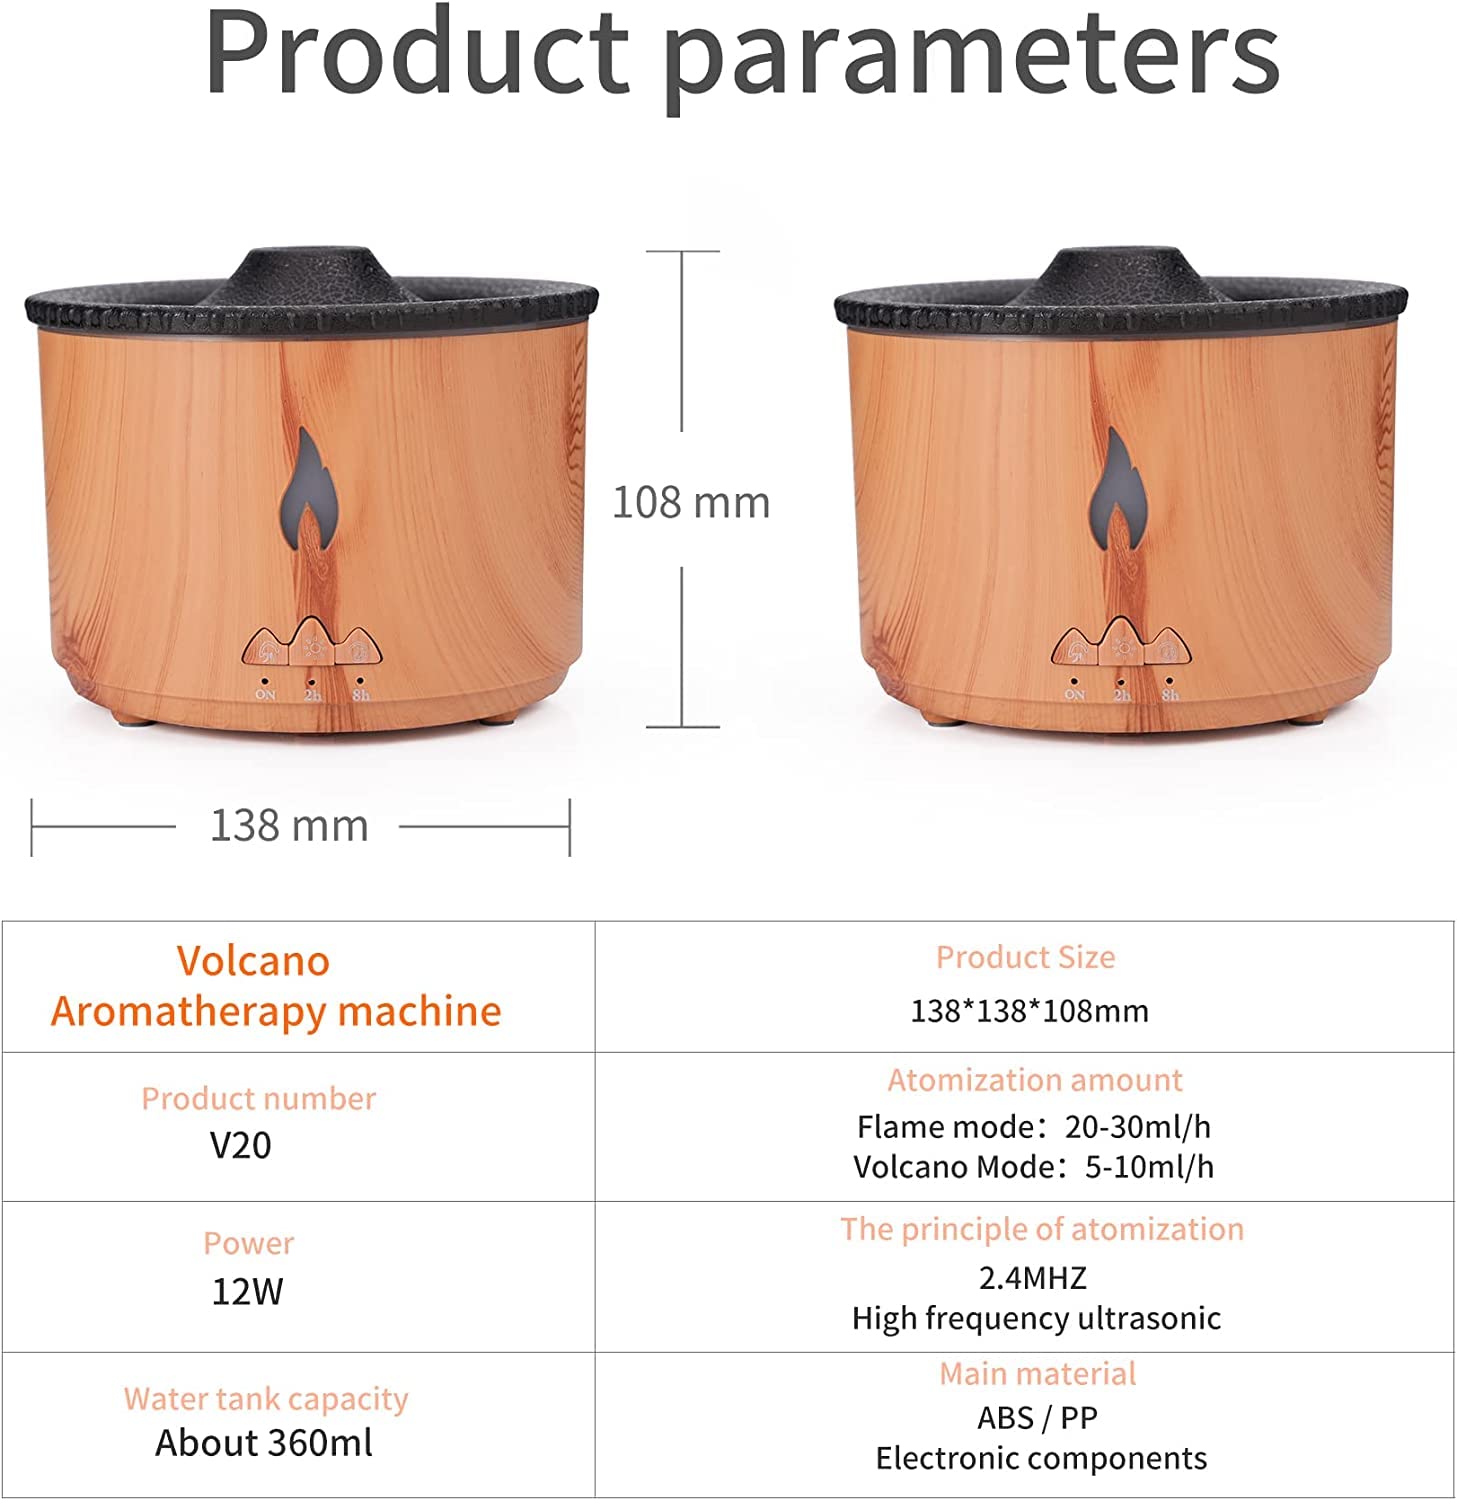 Product parameters
108 mm
ON 2h 8h
ON 2h 8h
138 mm
Volcano
Aromatherapy machine
Product Size
138*138*108mm
Product number
V20
Atomization amount
Flame mode：20-30ml/h
Volcano Mode：5-10ml/h
Power
12W
The principle of atomization
2.4MHZ
High frequency ultrasonic
Water tank capacity
About 360ml
Main material
ABS / PP
Electronic components